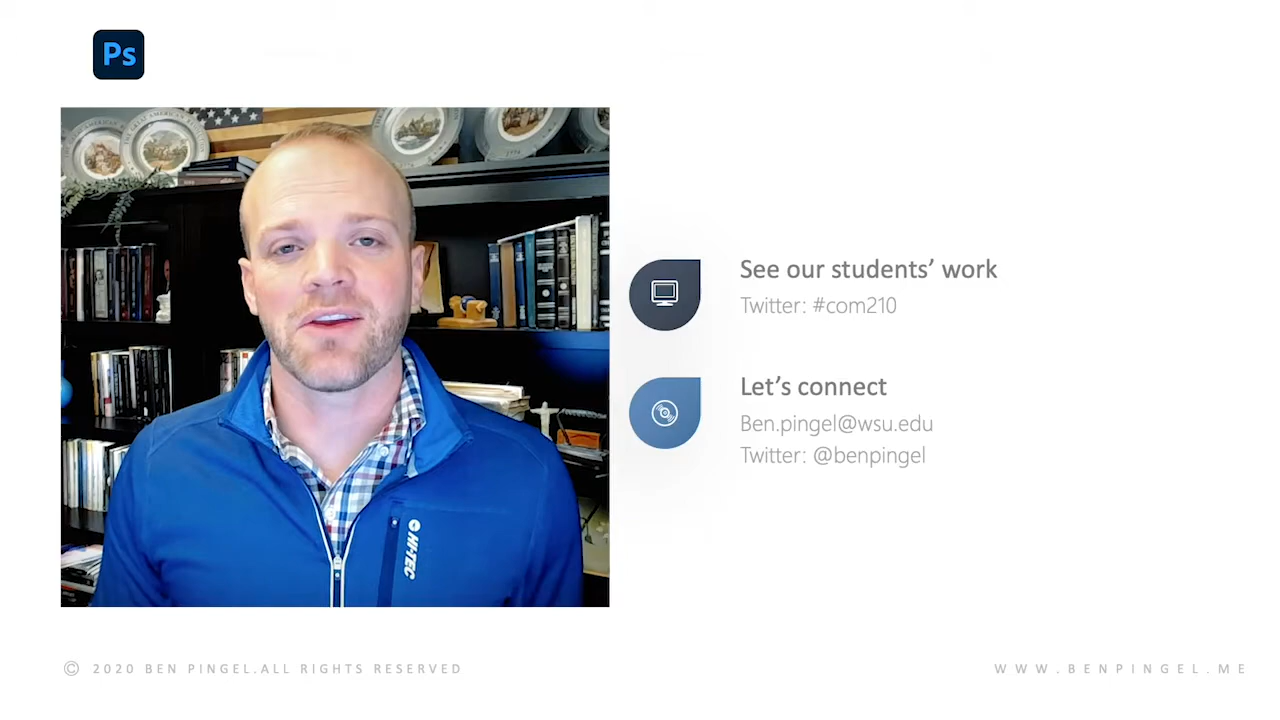 Ps
See our students’ work
Twitter: #com210
Let’s connect
Ben.pingel@wsu.edu
Twitter: @benpingel
HI-TEC
© 2020 BEN PINGEL.ALL RIGHTS RESERVED
WWW.BENPINGEL.ME